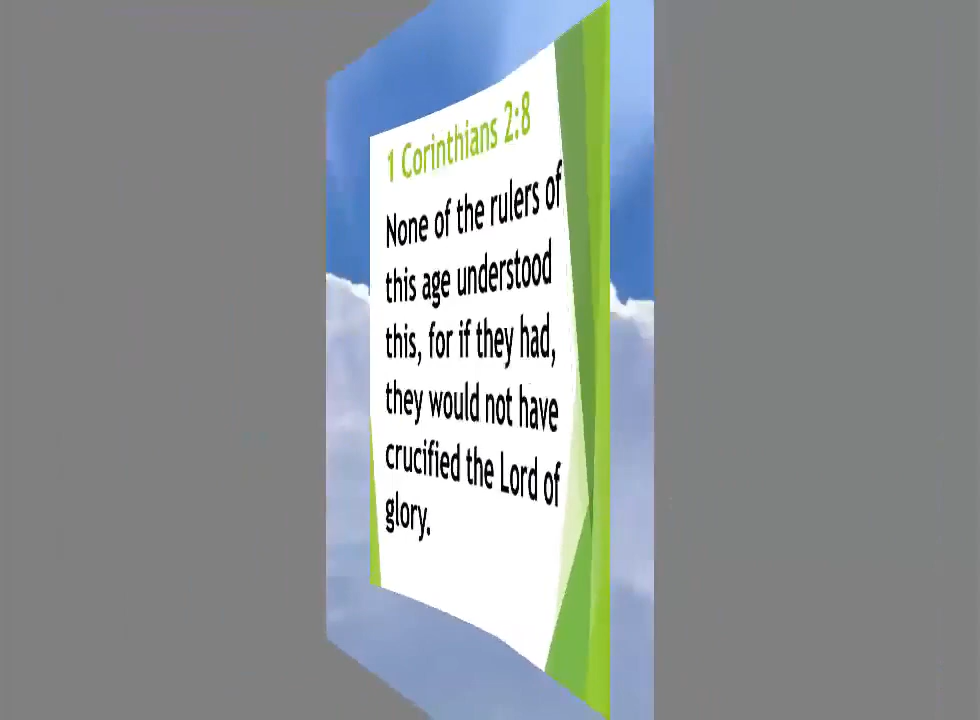 1 Corinthians 2:8
None of the rulers of
this age understood
this, for if they had,
they would not have
crucified the Lord of
glory.